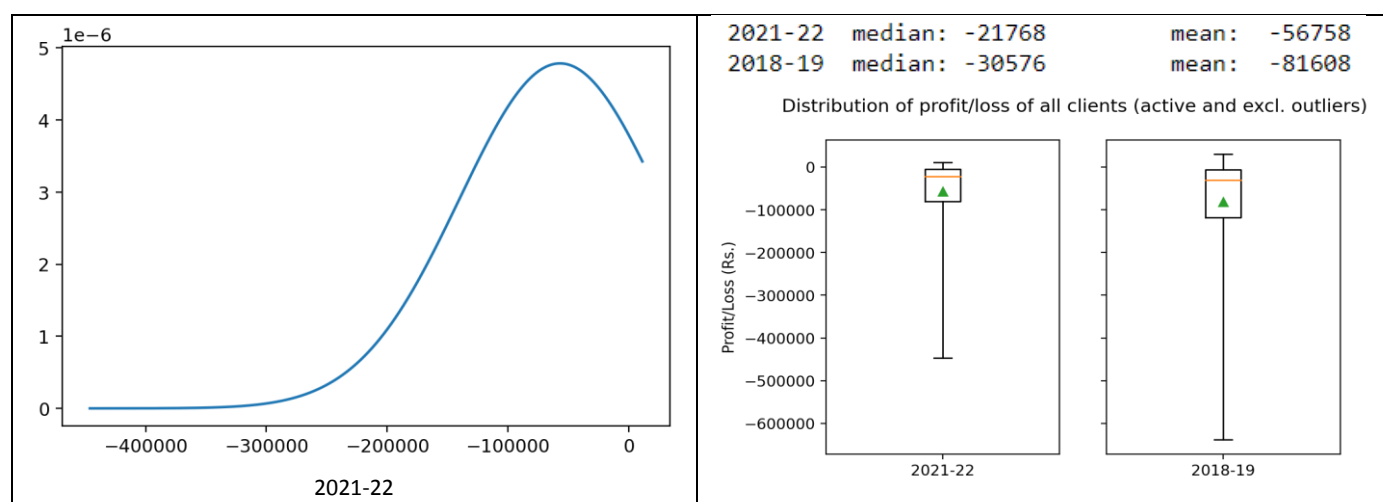 1e−6
5
4
3
2
1
0
−400000 −300000 −200000 −100000 0
2021-22
2021-22 median: -21768 mean: -56758
2018-19 median: -30576 mean: -81608
Distribution of profit/loss of all clients (active and excl. outliers)
Profit/Loss (Rs.)
0
−100000
−200000
−300000
−400000
−500000
−600000
2021-22 2018-19